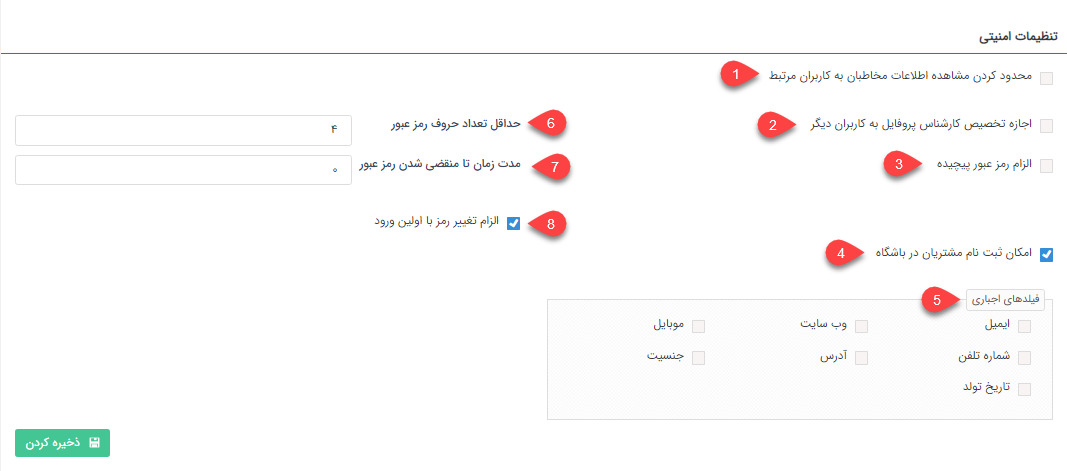 تنظیمات امنیتی
محدود کردن مشاهده اطلاعات مخاطبان به کاربران مرتبط
1
اجازه تخصیص کارشناس پروفایل به کاربران دیگر
2
حداقل تعداد حروف رمز عبور
6
۴
الزام رمز عبور پیچیده
3
مدت زمان تا منقضی شدن رمز عبور
7
۰
الزام تغییر رمز با اولین ورود
8
امکان ثبت نام مشتریان در باشگاه
4
فیلدهای اجباری
5
ایمیل
وب سایت
موبایل
شماره تلفن
آدرس
جنسیت
تاریخ تولد
ذخیره کردن